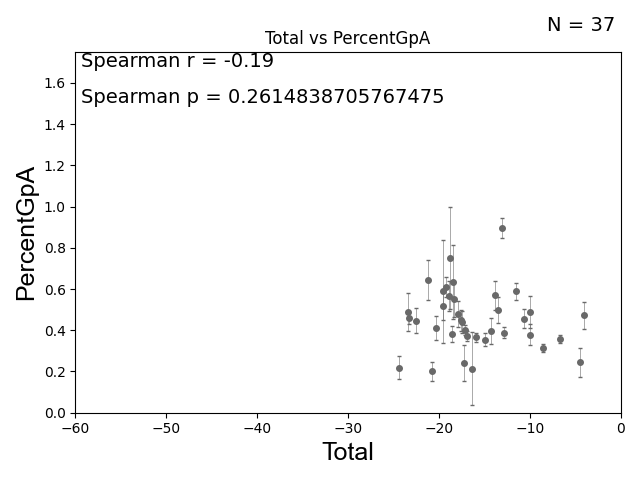 N = 37
Total vs PercentGpA
Spearman r = -0.19
Spearman p = 0.2614838705767475
PercentGpA
1.6
1.4
1.2
1.0
0.8
0.6
0.4
0.2
0.0
−60 −50 −40 −30 −20 −10 0
Total